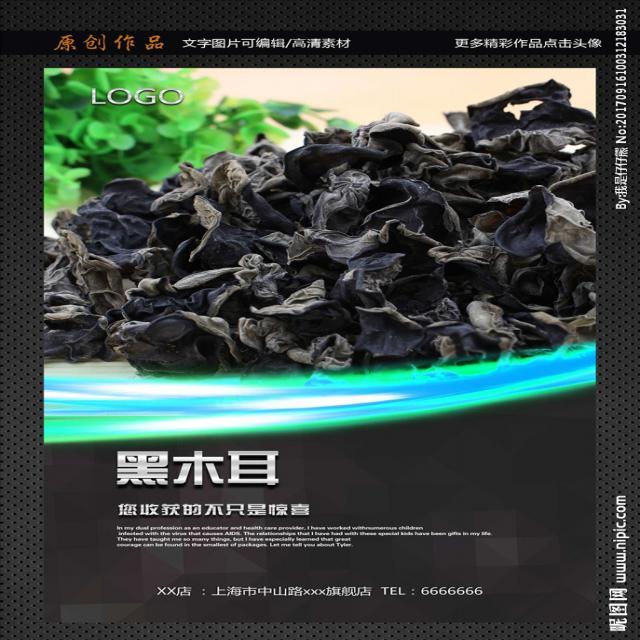 原创作品 文字图片可编辑/高清素材 更多精彩作品点击头像
LOGO
黑木耳
您收获的不只是惊喜
In my dual profession as an educator and health care provider, I have worked withnumerous children
infected with the virus that causes AIDS. The relationships that I have had with these special kids have been gifts in my life.
They have taught me so many things, but I have especially learned that great
courage can be found in the smallest of packages. Let me tell you about Tyler.
XX店 ：上海市中山路xxx旗舰店 TEL：6666666
By:我是仔仔熊 No:20170916100312183031
昵图网 www.nipic.com